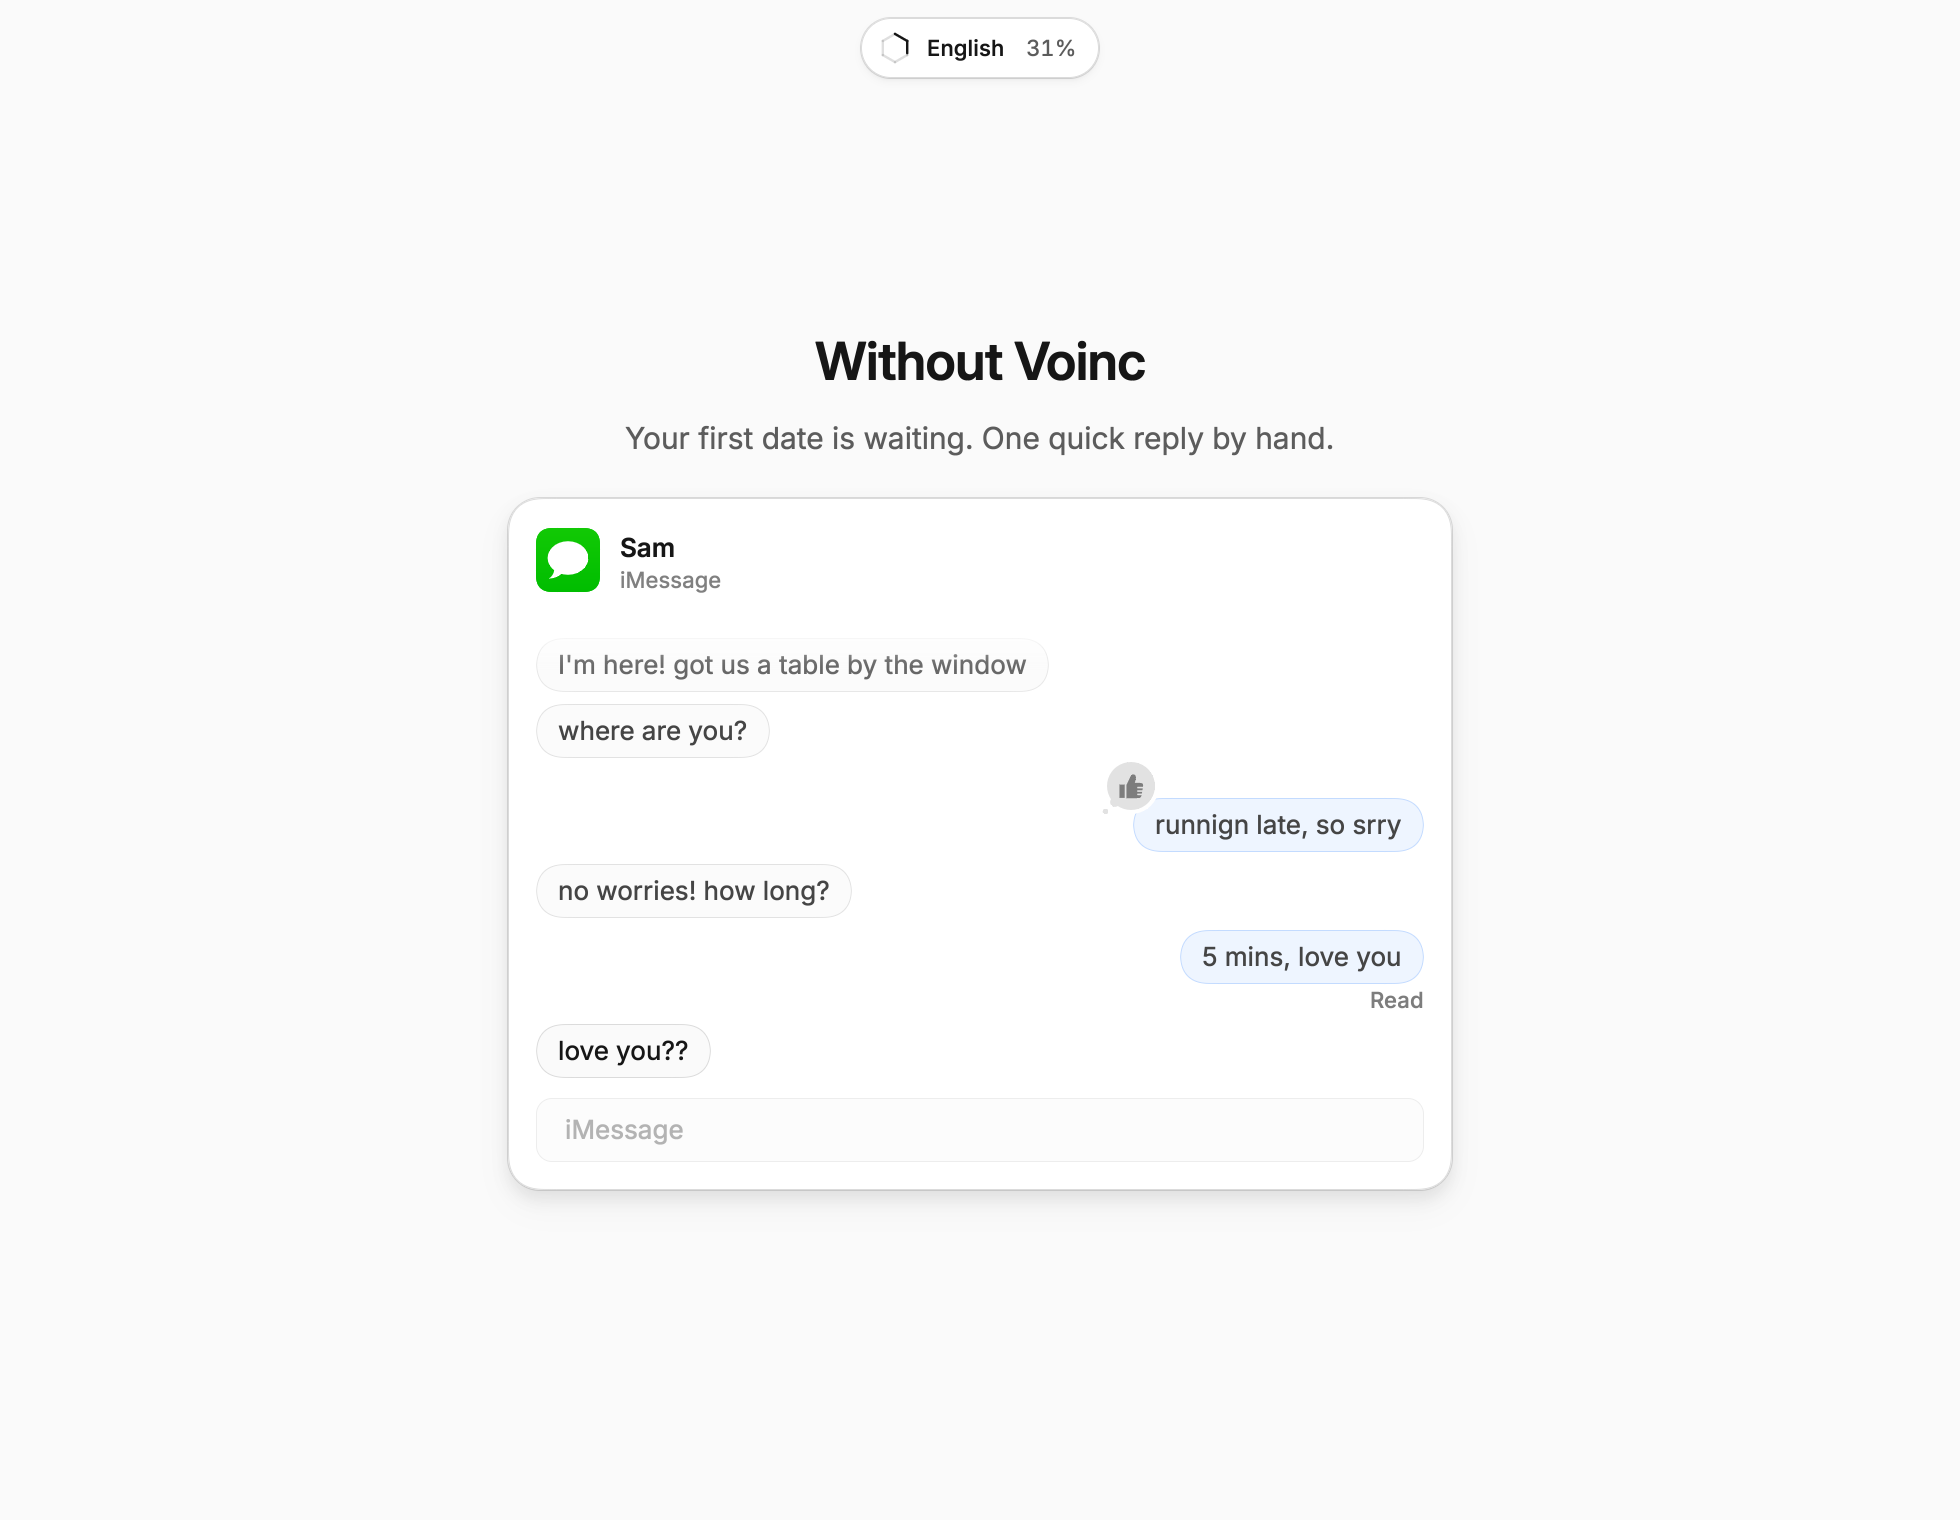 English 31%
Without Voinc
Your first date is waiting. One quick reply by hand.
Sam
iMessage
I'm here! got us a table by the window
where are you?
runnign late, so srry
no worries! how long?
5 mins, love you
Read
love you??
iMessage